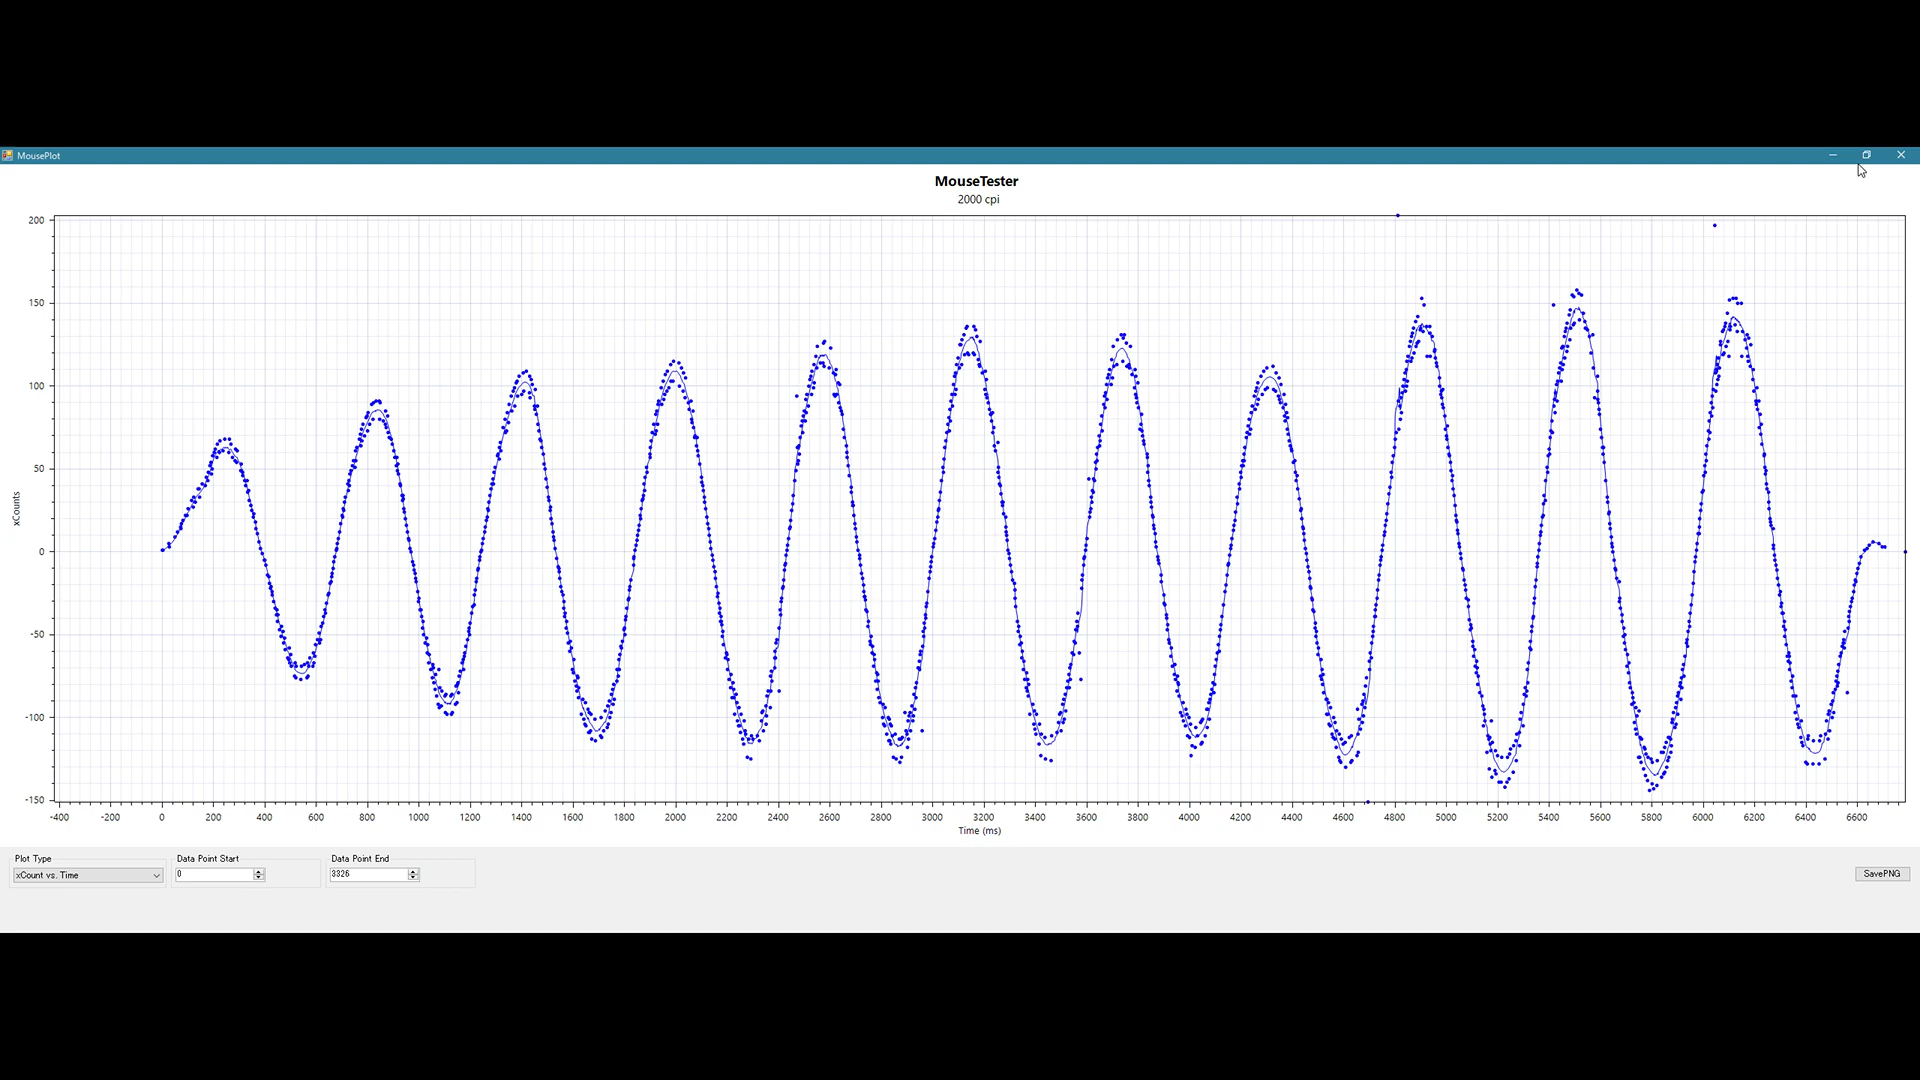 MousePlot
MouseTester
2000 cpi
200
150
100
50
0
-50
-100
-150
xCounts
-400 -200 0 200 400 600 800 1000 1200 1400 1600 1800 2000 2200 2400 2600 2800 3000 3200 3400 3600 3800 4000 4200 4400 4600 4800 5000 5200 5400 5600 5800 6000 6200 6400 6600
Time (ms)
Plot Type Data Point Start Data Point End
xCount vs. Time 0 3326 SavePNG